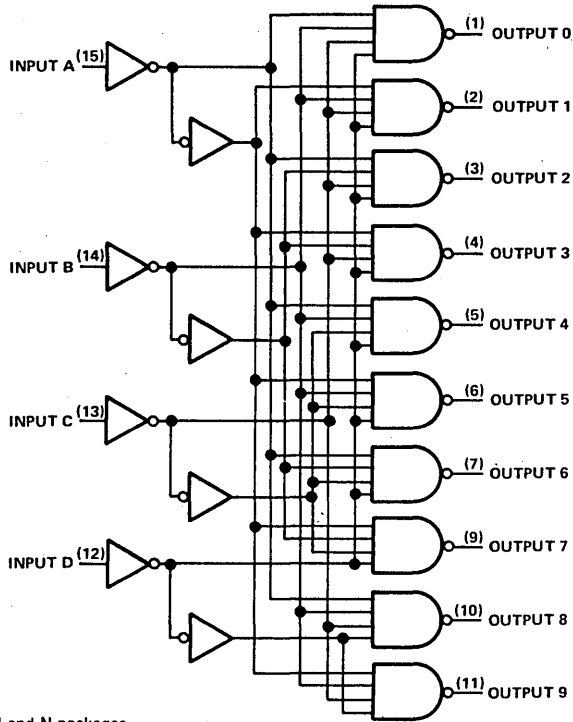 (1) OUTPUT 0
INPUT A (15)
(2) OUTPUT 1
(3) OUTPUT 2
(4) OUTPUT 3
INPUT B (14)
(5) OUTPUT 4
(6) OUTPUT 5
INPUT C (13)
(7) OUTPUT 6
(9) OUTPUT 7
INPUT D (12)
(10) OUTPUT 8
(11) OUTPUT 9
and N packages